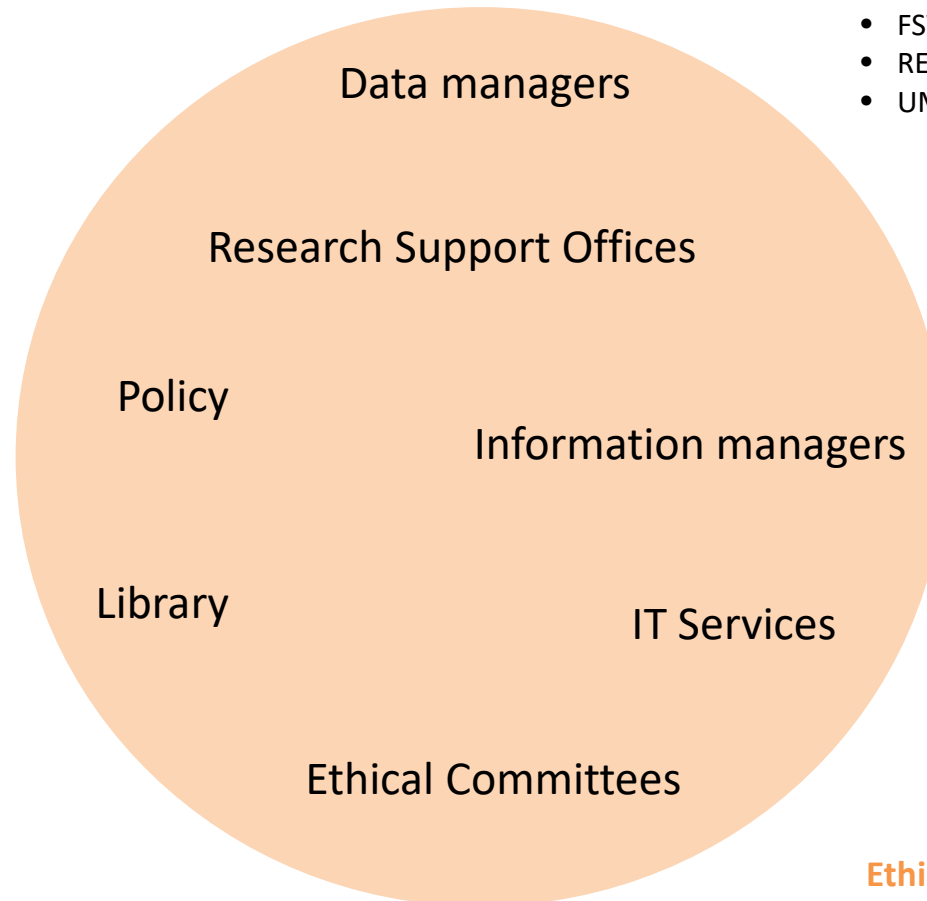 Data managers
Research Support Offices
Policy
Information managers
Library
IT Services
Ethical Committees